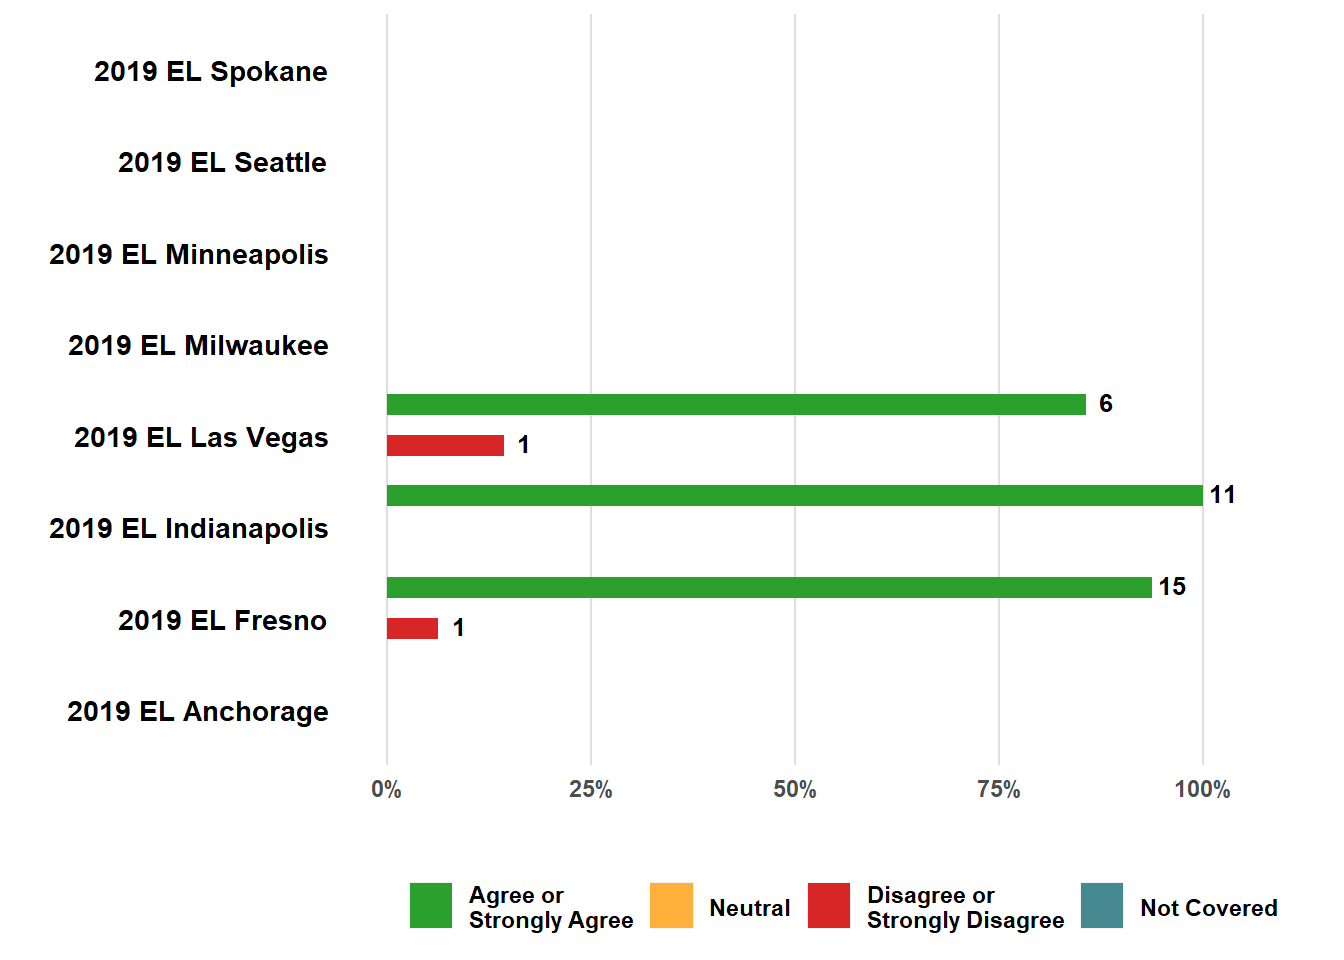 2019 EL Spokane
2019 EL Seattle
2019 EL Minneapolis
2019 EL Milwaukee
6
2019 EL Las Vegas
1
11
2019 EL Indianapolis
15
2019 EL Fresno
1
2019 EL Anchorage
0%
25%
50%
75%
100%
Agree or
Strongly Agree
Neutral
Disagree or
Strongly Disagree
Not Covered